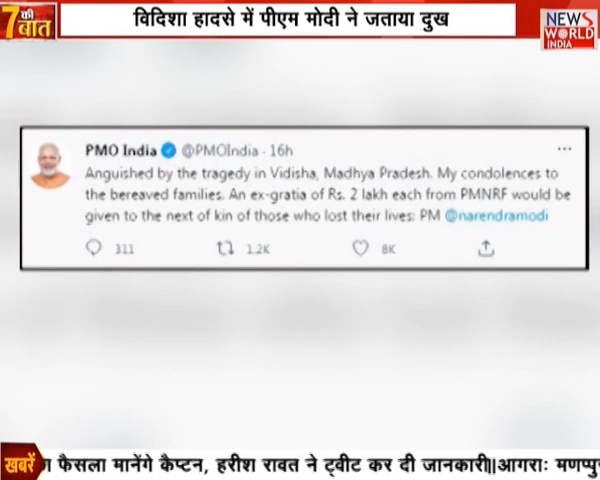 7 की बात
विदिशा हादसे में पीएम मोदी ने जताया दुख
NEWS
WORLD
INDIA
PMO India @PMOIndia · 16h
Anguished by the tragedy in Vidisha, Madhya Pradesh. My condolences to
the bereaved families. An ex-gratia of Rs. 2 lakh each from PMNRF would be
given to the next of kin of those who lost their lives: PM @narendramodi
311 1.2K 8K
खबरें फैसला मानेंगे कैप्टन, हरीश रावत ने ट्वीट कर दी जानकारी||आगराः